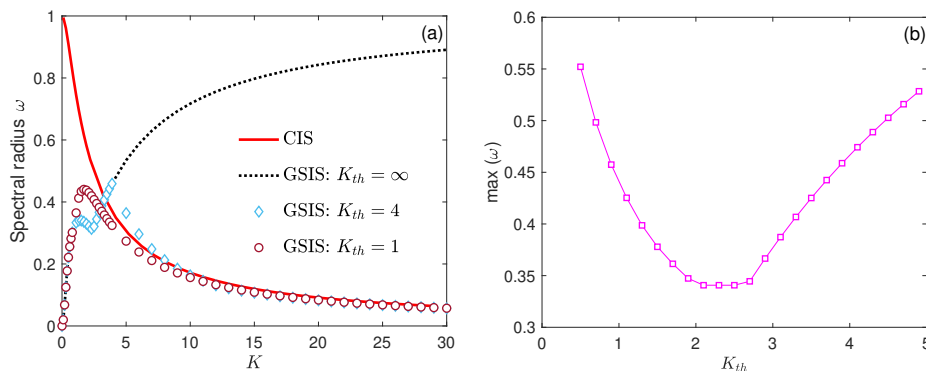 (a)
1
0.8
0.6
0.4
0.2
0
Spectral radius ω
CIS
GSIS: K_th = ∞
GSIS: K_th = 4
GSIS: K_th = 1
0 5 10 15 20 25 30
K
(b)
0.55
0.5
0.45
0.4
0.35
0.3
max (ω)
0 1 2 3 4 5
K_th